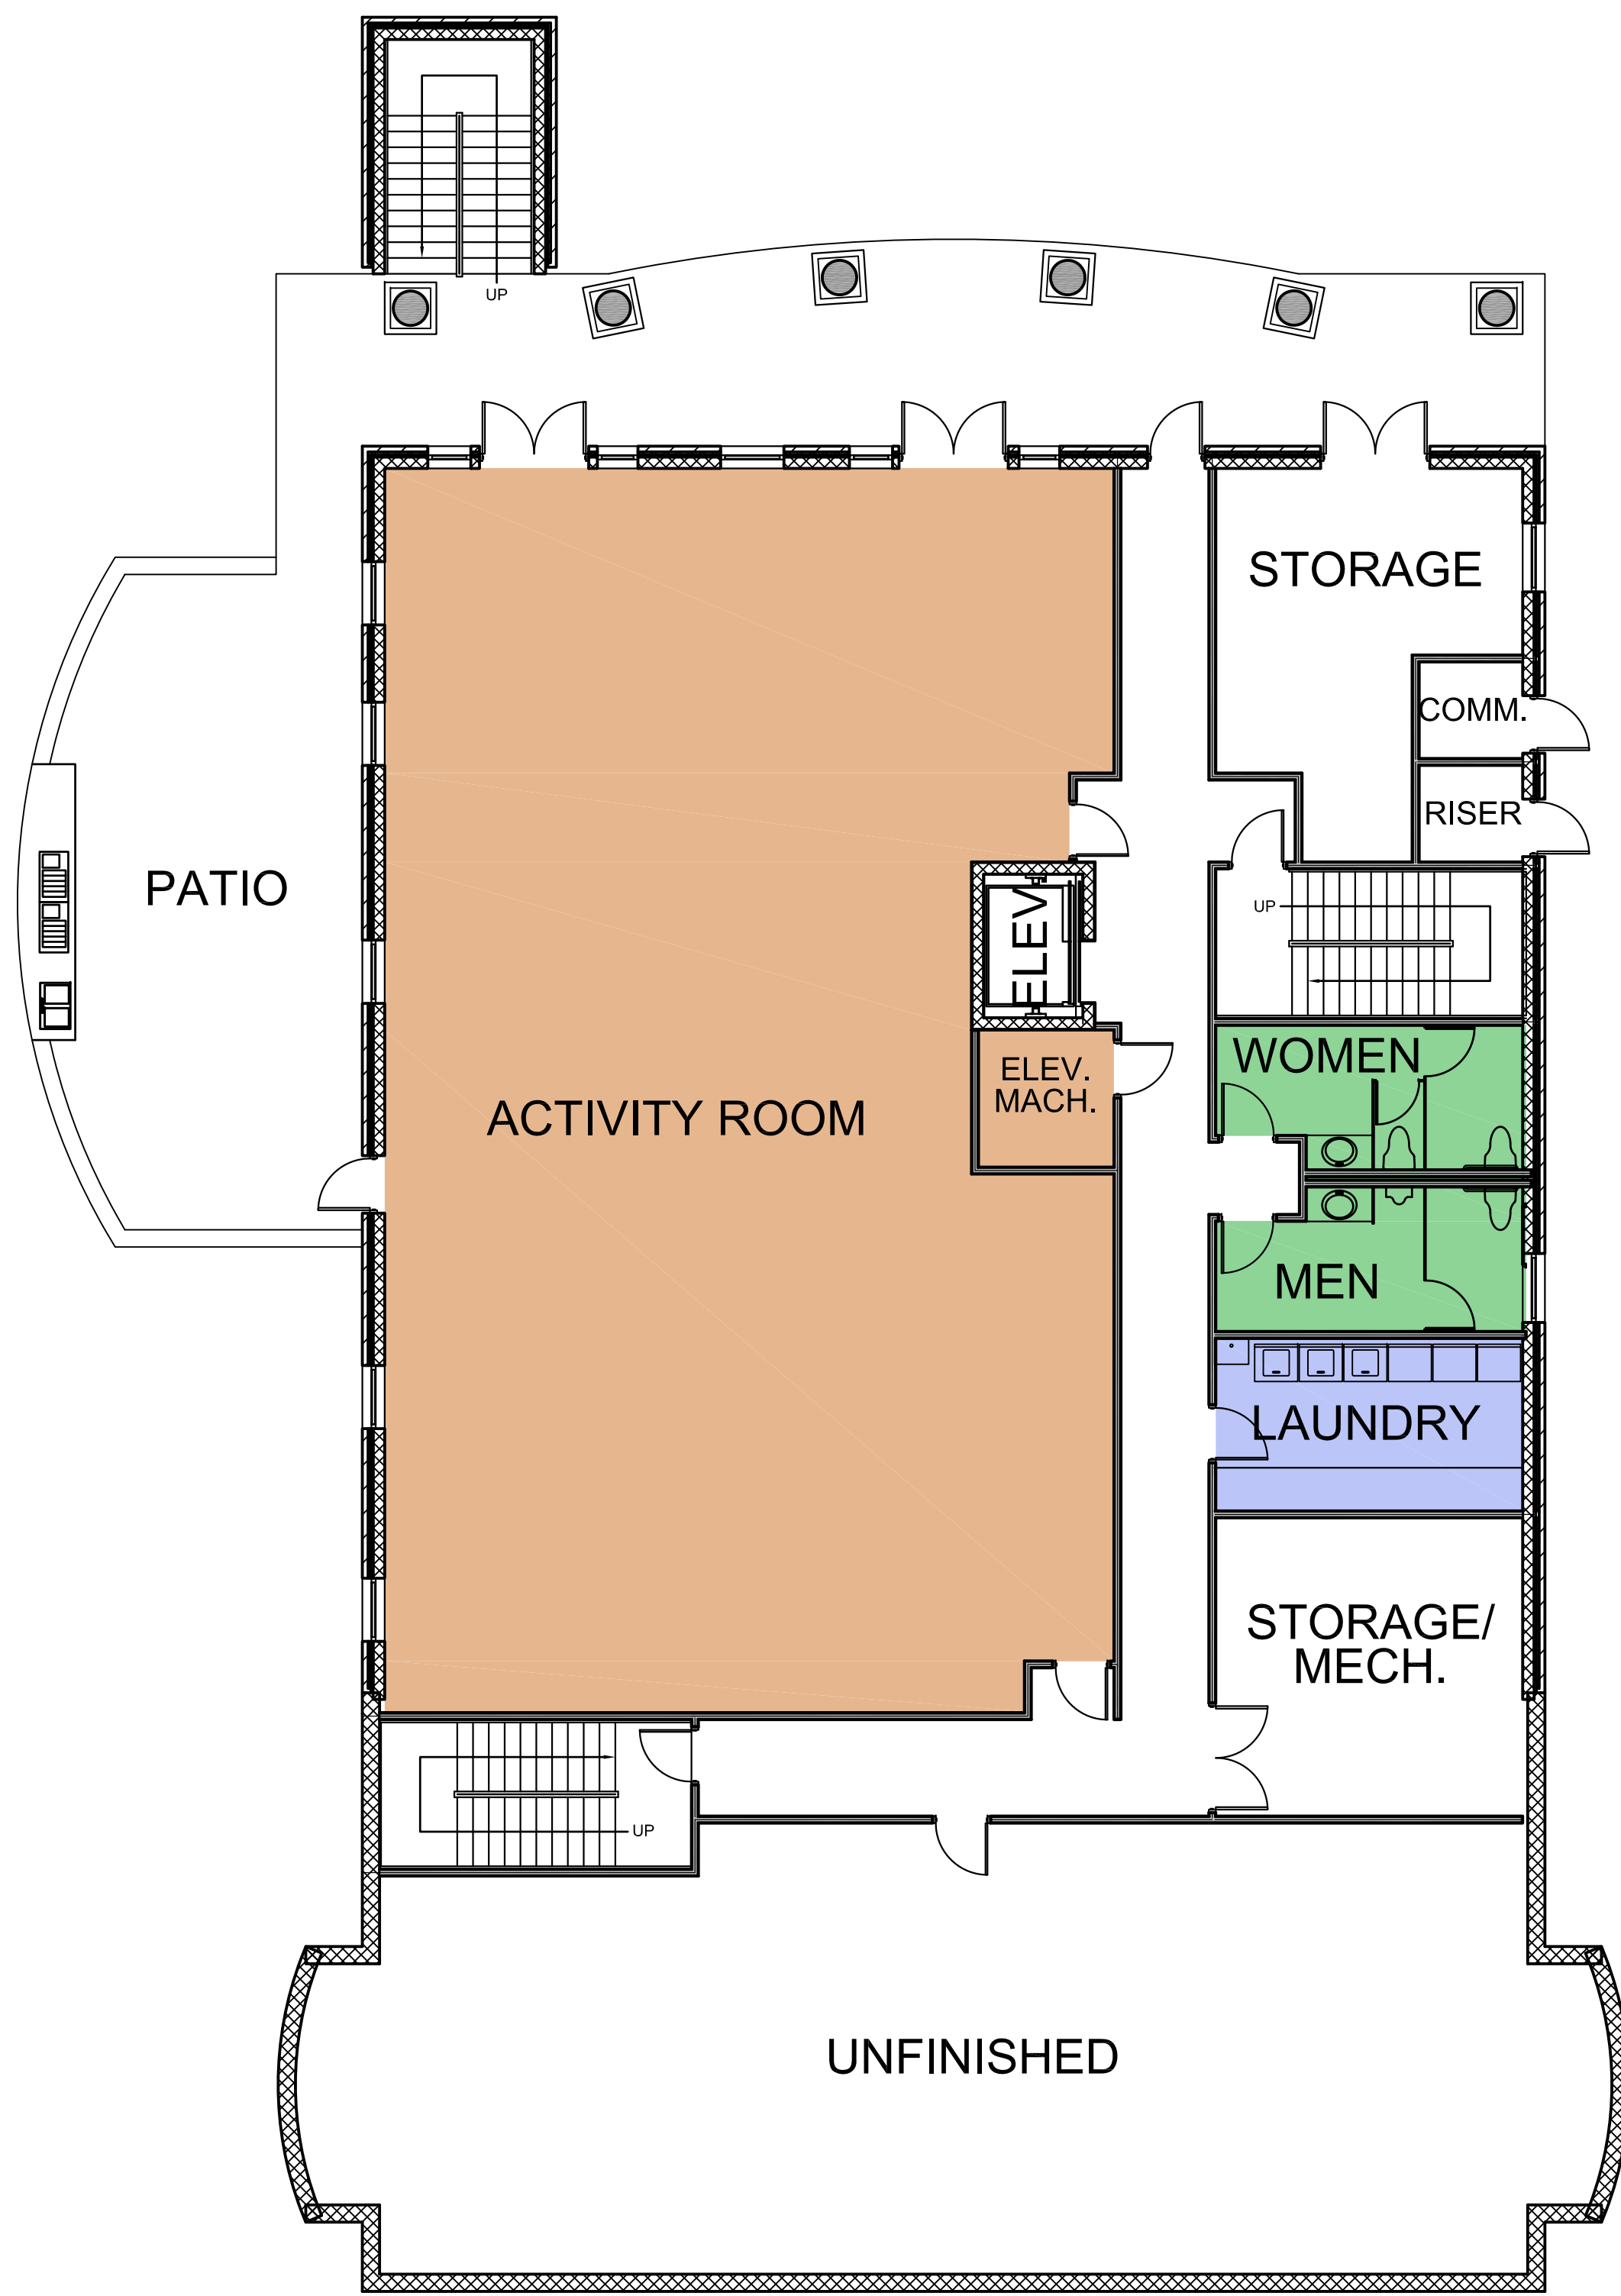 UP
STORAGE
COMM.
RISER
PATIO
ELEV
UP
WOMEN
ELEV.
MACH.
ACTIVITY ROOM
MEN
LAUNDRY
STORAGE/
MECH.
UP
UNFINISHED